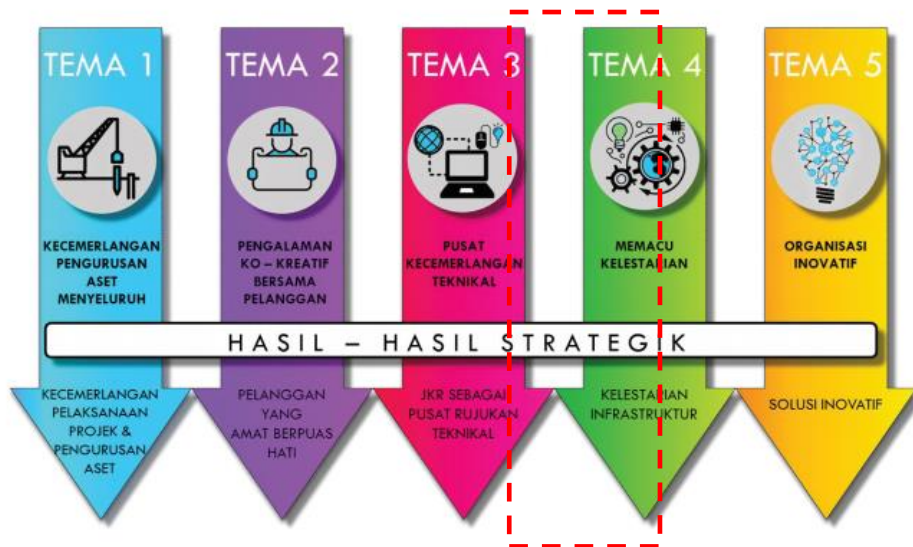 TEMA 1
TEMA 2
TEMA 3
TEMA 4
TEMA 5
KECEMERLANGAN
PENGURUSAN
ASET
MENYELURUH
PENGALAMAN
KO – KREATIF
BERSAMA
PELANGGAN
PUSAT
KECEMERLANGAN
TEKNIKAL
MEMACU
KELESTARIAN
ORGANISASI
INOVATIF
HASIL – HASIL STRATEGIK
KECEMERLANGAN
PELAKSANAAN
PROJEK &
PENGURUSAN
ASET
PELANGGAN
YANG
AMAT BERPUAS
HATI
JKR SEBAGAI
PUSAT RUJUKAN
TEKNIKAL
KELESTARIAN
INFRASTRUKTUR
SOLUSI INOVATIF